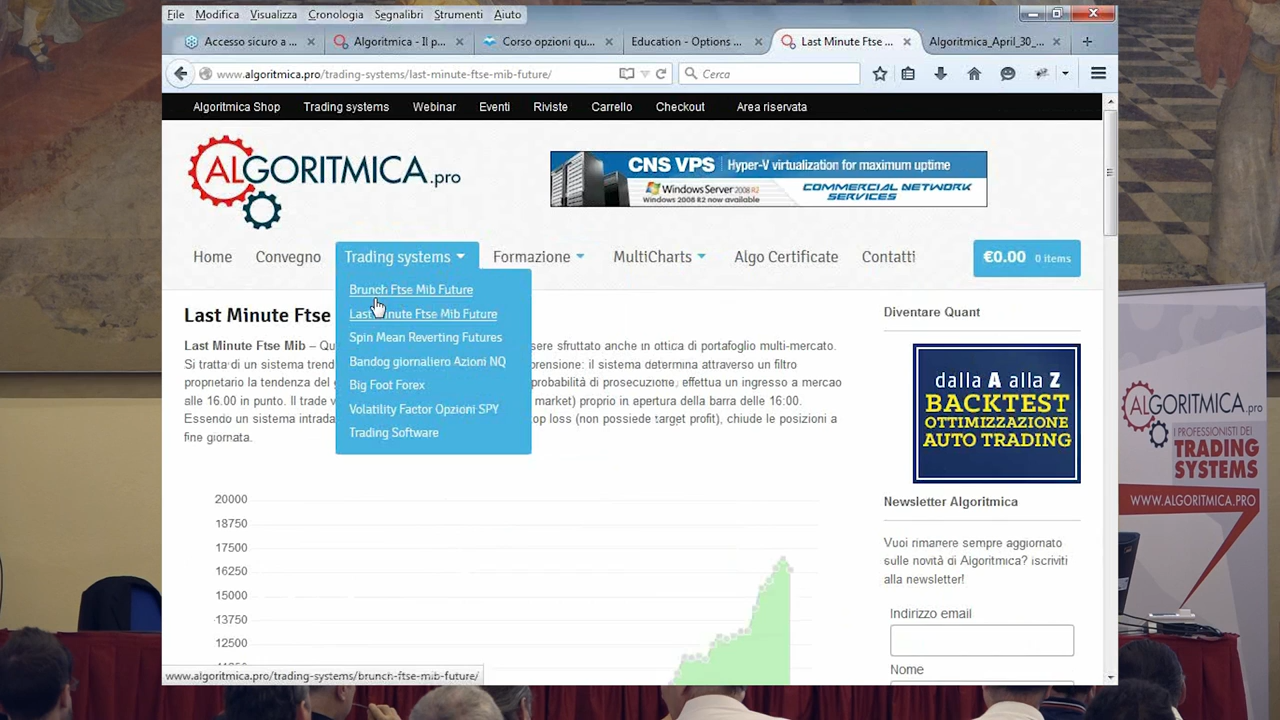 File Modifica Visualizza Cronologia Segnalibri Strumenti Aiuto
Accesso sicuro a ...
Algoritmica - Il p...
Corso opzioni qu...
Education - Options ...
Last Minute Ftse ...
Algoritmica_April_30_...
www.algoritmica.pro/trading-systems/last-minute-ftse-mib-future/
Cerca
Algoritmica Shop Trading systems Webinar Eventi Riviste Carrello Checkout Area riservata
ALGORITMICA.pro
CNS VPS Hyper-V virtualization for maximum uptime
Windows Server 2008 R2
Windows 2008 R2 now available
COMMERCIAL NETWORK SERVICES
Home Convegno Trading systems Formazione MultiCharts Algo Certificate Contatti €0.00 0 items
Brunch Ftse Mib Future
Last Minute Ftse Mib Future
Spin Mean Reverting Futures
Bandog giornaliero Azioni NQ
Big Foot Forex
Volatility Factor Opzioni SPY
Trading Software
Last Minute Ftse
Last Minute Ftse Mib – Qu sere sfruttato anche in ottica di portafoglio multi-mercato.
Si tratta di un sistema trend prensione: il sistema determina attraverso un filtro
proprietario la tendenza del probabilità di prosecuzione, effettua un ingresso a mercao
alle 16.00 in punto. Il trade v market) proprio in apertura della barra delle 16:00.
Essendo un sistema intrada op loss (non possiede target profit), chiude le posizioni a
fine giornata.
20000
18750
17500
16250
15000
13750
12500
Diventare Quant
dalla A alla Z
BACKTEST
OTTIMIZZAZIONE
AUTO TRADING
Newsletter Algoritmica
Vuoi rimanere sempre aggiornato
sulle novità di Algoritmica? iscriviti
alla newsletter!
Indirizzo email
Nome
www.algoritmica.pro/trading-systems/brunch-ftse-mib-future/
ALGORITMICA.pro
I PROFESSIONISTI DEI
TRADING
SYSTEMS
WWW.ALGORITMICA.PRO